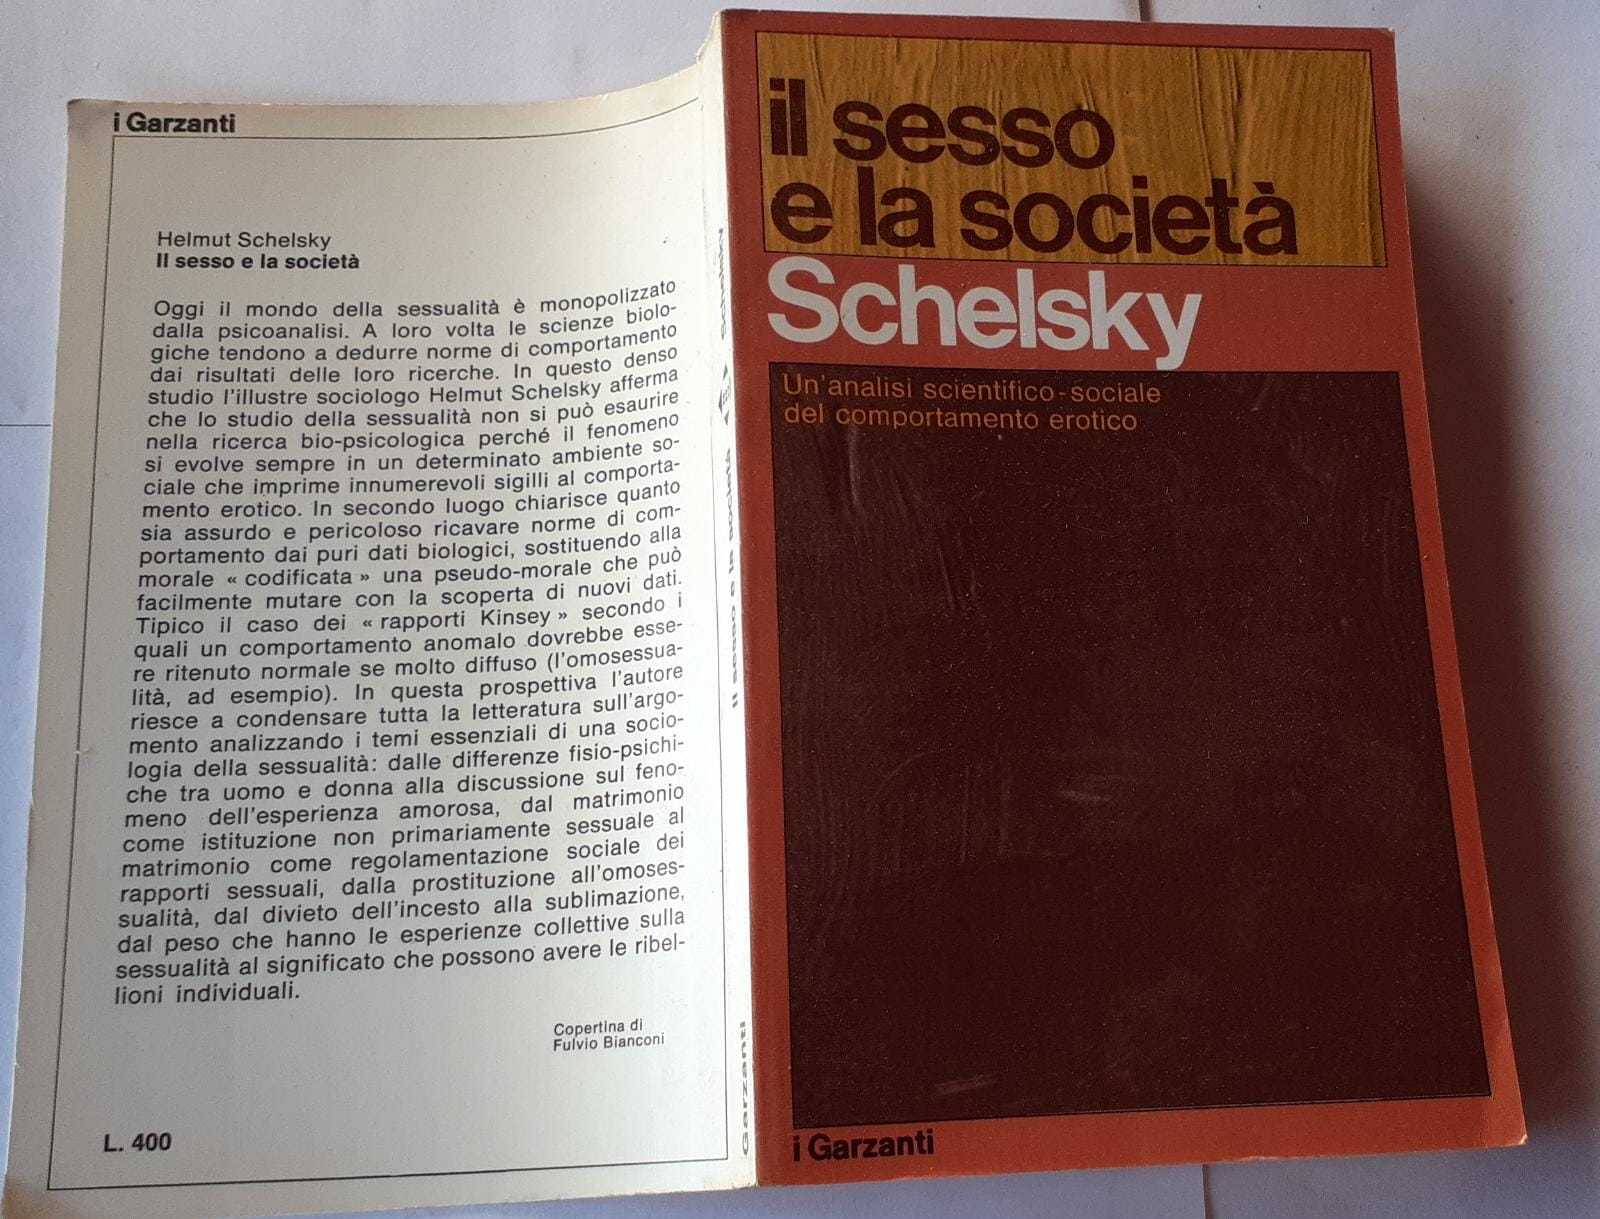 i Garzanti
Helmut Schelsky
Il sesso e la società
Oggi il mondo della sessualità è monopolizzato
dalla psicoanalisi. A loro volta le scienze biolo-
giche tendono a dedurre norme di comportamento
dai risultati delle loro ricerche. In questo denso
studio l'illustre sociologo Helmut Schelsky afferma
che lo studio della sessualità non si può esaurire
nella ricerca bio-psicologica perché il fenomeno
si evolve sempre in un determinato ambiente so-
ciale che imprime innumerevoli sigilli al comporta-
mento erotico. In secondo luogo chiarisce quanto
sia assurdo e pericoloso ricavare norme di com-
portamento dai puri dati biologici, sostituendo alla
morale « codificata » una pseudo-morale che può
facilmente mutare con la scoperta di nuovi dati.
Tipico il caso dei « rapporti Kinsey » secondo i
quali un comportamento anomalo dovrebbe esse-
re ritenuto normale se molto diffuso (l'omosessua-
lità, ad esempio). In questa prospettiva l'autore
riesce a condensare tutta la letteratura sull'argo-
mento analizzando i temi essenziali di una socio-
logia della sessualità: dalle differenze fisio-psichi-
che tra uomo e donna alla discussione sul feno-
meno dell'esperienza amorosa, dal matrimonio
come istituzione non primariamente sessuale al
matrimonio come regolamentazione sociale dei
rapporti sessuali, dalla prostituzione all'omoses-
sualità, dal divieto dell'incesto alla sublimazione,
dal peso che hanno le esperienze collettive sulla
sessualità al significato che possono avere le ribel-
lioni individuali.
Copertina di
Fulvio Bianconi
L. 400
Schelsky
Il sesso e la società
Garzanti
il sesso
e la società
Schelsky
Un'analisi scientifico-sociale
del comportamento erotico
i Garzanti